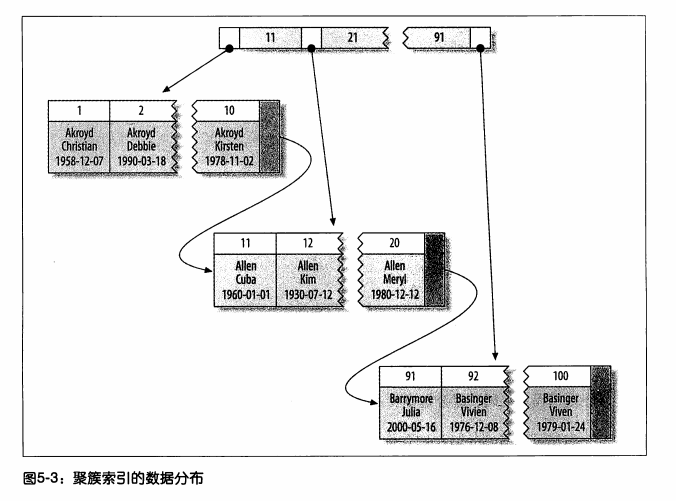 11 21 91
1 2 10
Akroyd Akroyd Akroyd
Christian Debbie Kirsten
1958-12-07 1990-03-18 1978-11-02
11 12 20
Allen Allen Allen
Cuba Kim Meryl
1960-01-01 1930-07-12 1980-12-12
91 92 100
Barrymore Basinger Basinger
Julia Vivien Viven
2000-05-16 1976-12-08 1979-01-24
图5-3：聚簇索引的数据分布